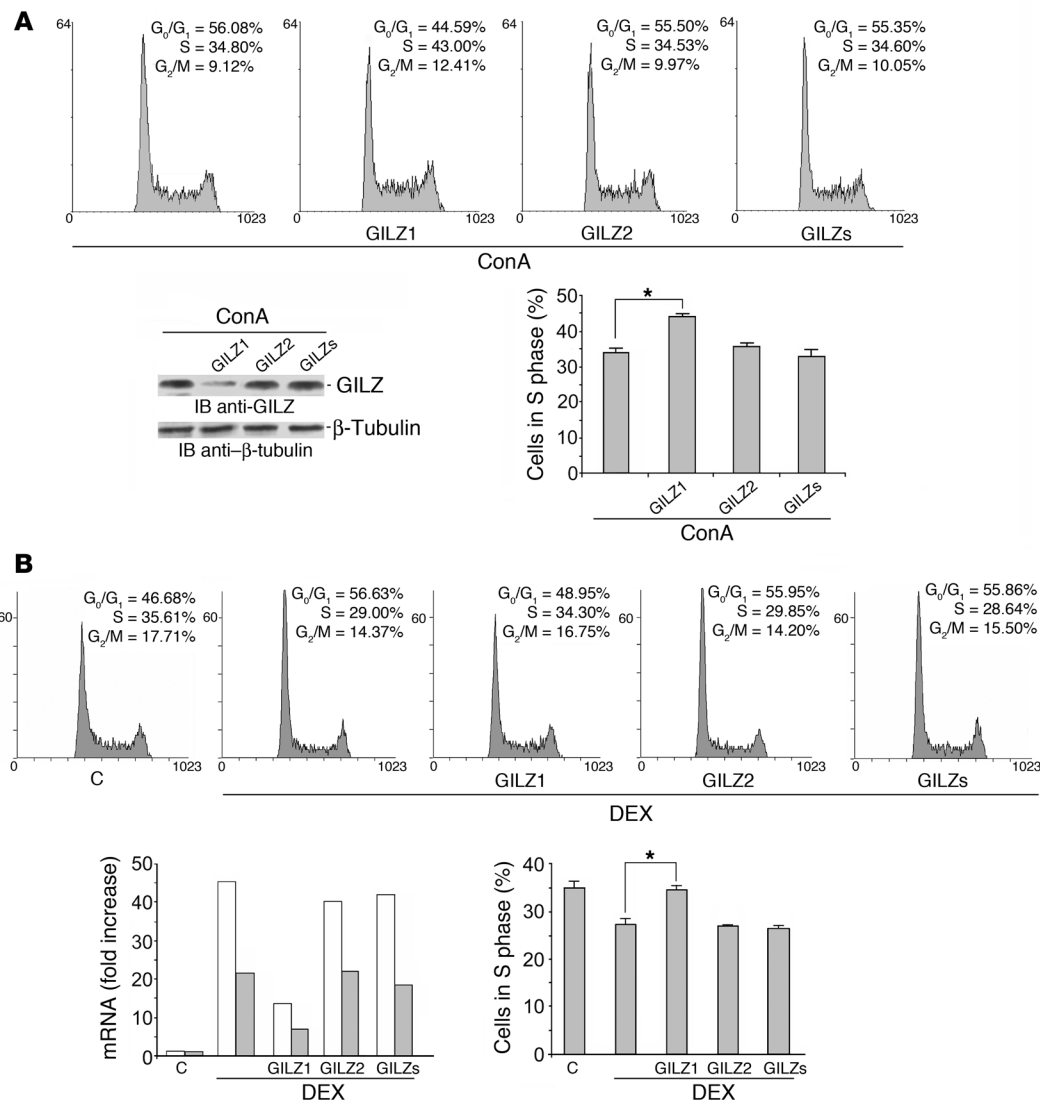 A
64
G0/G1 = 56.08%
S = 34.80%
G2/M = 9.12%
0
1023
64
G0/G1 = 44.59%
S = 43.00%
G2/M = 12.41%
0
1023
GILZ1
64
G0/G1 = 55.50%
S = 34.53%
G2/M = 9.97%
0
1023
GILZ2
64
G0/G1 = 55.35%
S = 34.60%
G2/M = 10.05%
0
1023
GILZs
ConA
ConA
GILZ1
GILZ2
GILZs
- GILZ
IB anti-GILZ
-β-Tubulin
IB anti–β-tubulin
Cells in S phase (%)
50
40
30
20
10
0
*
GILZ1
GILZ2
GILZs
ConA
B
60
G0/G1 = 46.68%
S = 35.61%
G2/M = 17.71%
0
1023
C
60
G0/G1 = 56.63%
S = 29.00%
G2/M = 14.37%
0
1023
60
G0/G1 = 48.95%
S = 34.30%
G2/M = 16.75%
0
1023
GILZ1
60
G0/G1 = 55.95%
S = 29.85%
G2/M = 14.20%
0
1023
GILZ2
60
G0/G1 = 55.86%
S = 28.64%
G2/M = 15.50%
0
1023
GILZs
DEX
mRNA (fold increase)
50
40
30
20
10
0
C
GILZ1
GILZ2
GILZs
DEX
Cells in S phase (%)
40
30
20
10
0
*
C
GILZ1
GILZ2
GILZs
DEX